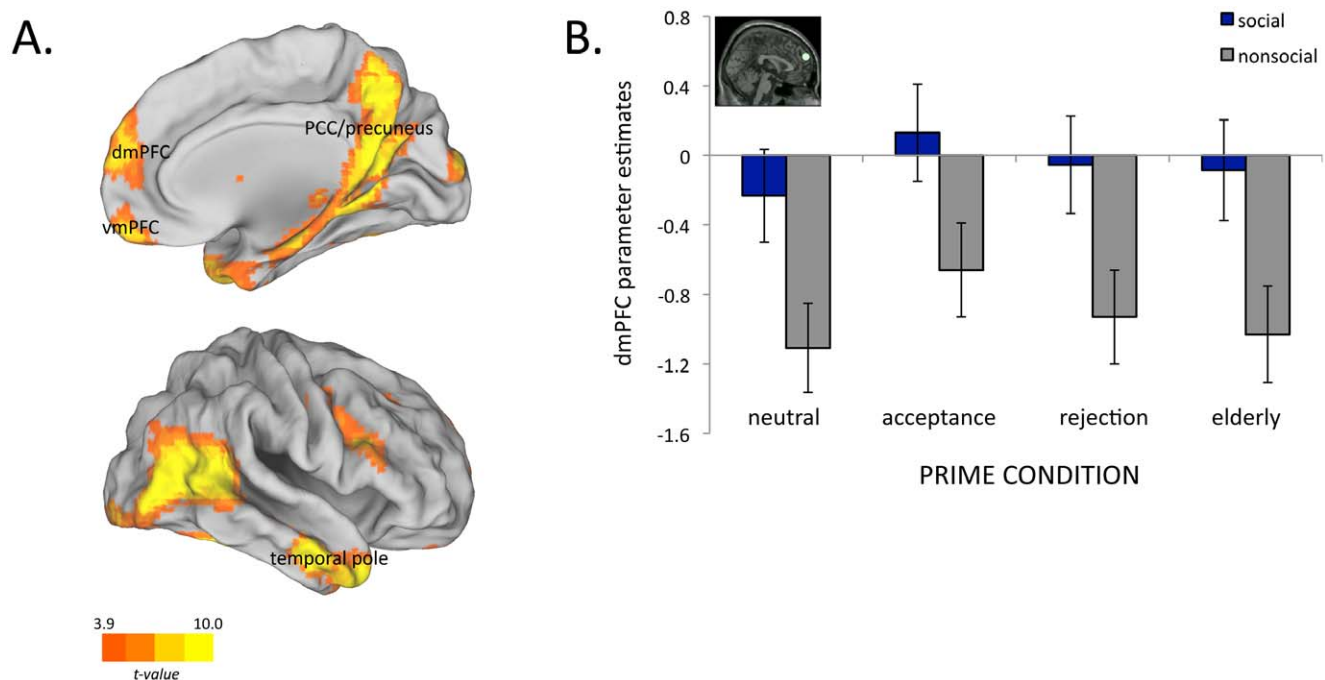 A.
dmPFC
PCC/precuneus
vmPFC
temporal pole
3.9 10.0
t-value
B.
social
nonsocial
dmPFC parameter estimates
0.8
0.4
0
-0.4
-0.8
-1.2
-1.6
neutral acceptance rejection elderly
PRIME CONDITION